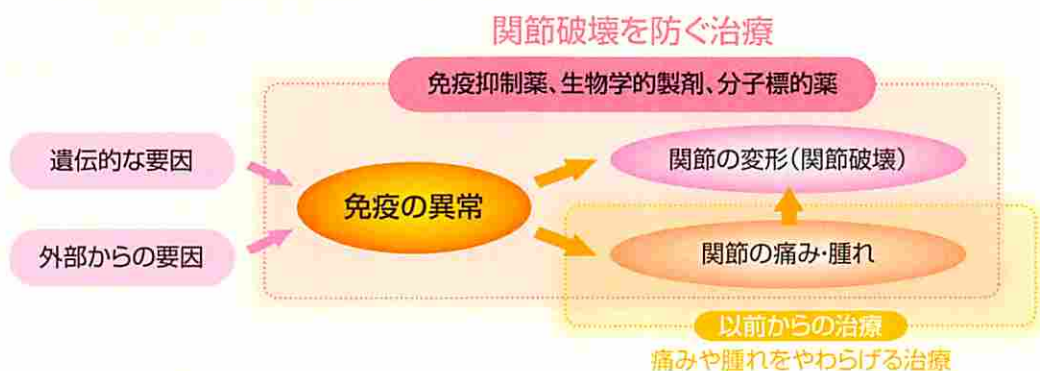 関節破壊を防ぐ治療
免疫抑制薬、生物学的製剤、分子標的薬
遺伝的な要因
外部からの要因
免疫の異常
関節の変形(関節破壊)
関節の痛み・腫れ
以前からの治療
痛みや腫れをやわらげる治療